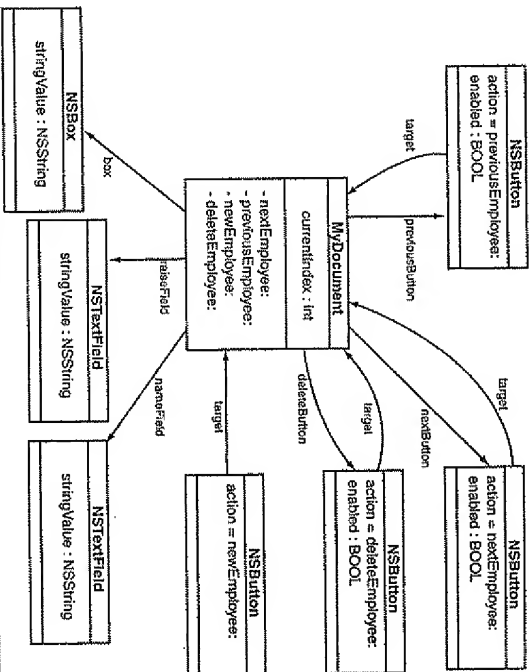 NSButton
action = previousEmployee:
enabled : BOOL
NSButton
action = nextEmployee:
enabled : BOOL
target
previousButton
target
nextButton
MyDocument
currentIndex : int
- nextEmployee:
- previousEmployee:
- newEmployee:
- deleteEmployee:
target
deleteButton
NSButton
action = deleteEmployee:
enabled : BOOL
box
raiseField
nameField
target
NSButton
action = newEmployee:
NSBox
stringValue : NSString
NSTextField
stringValue : NSString
NSTextField
stringValue : NSString